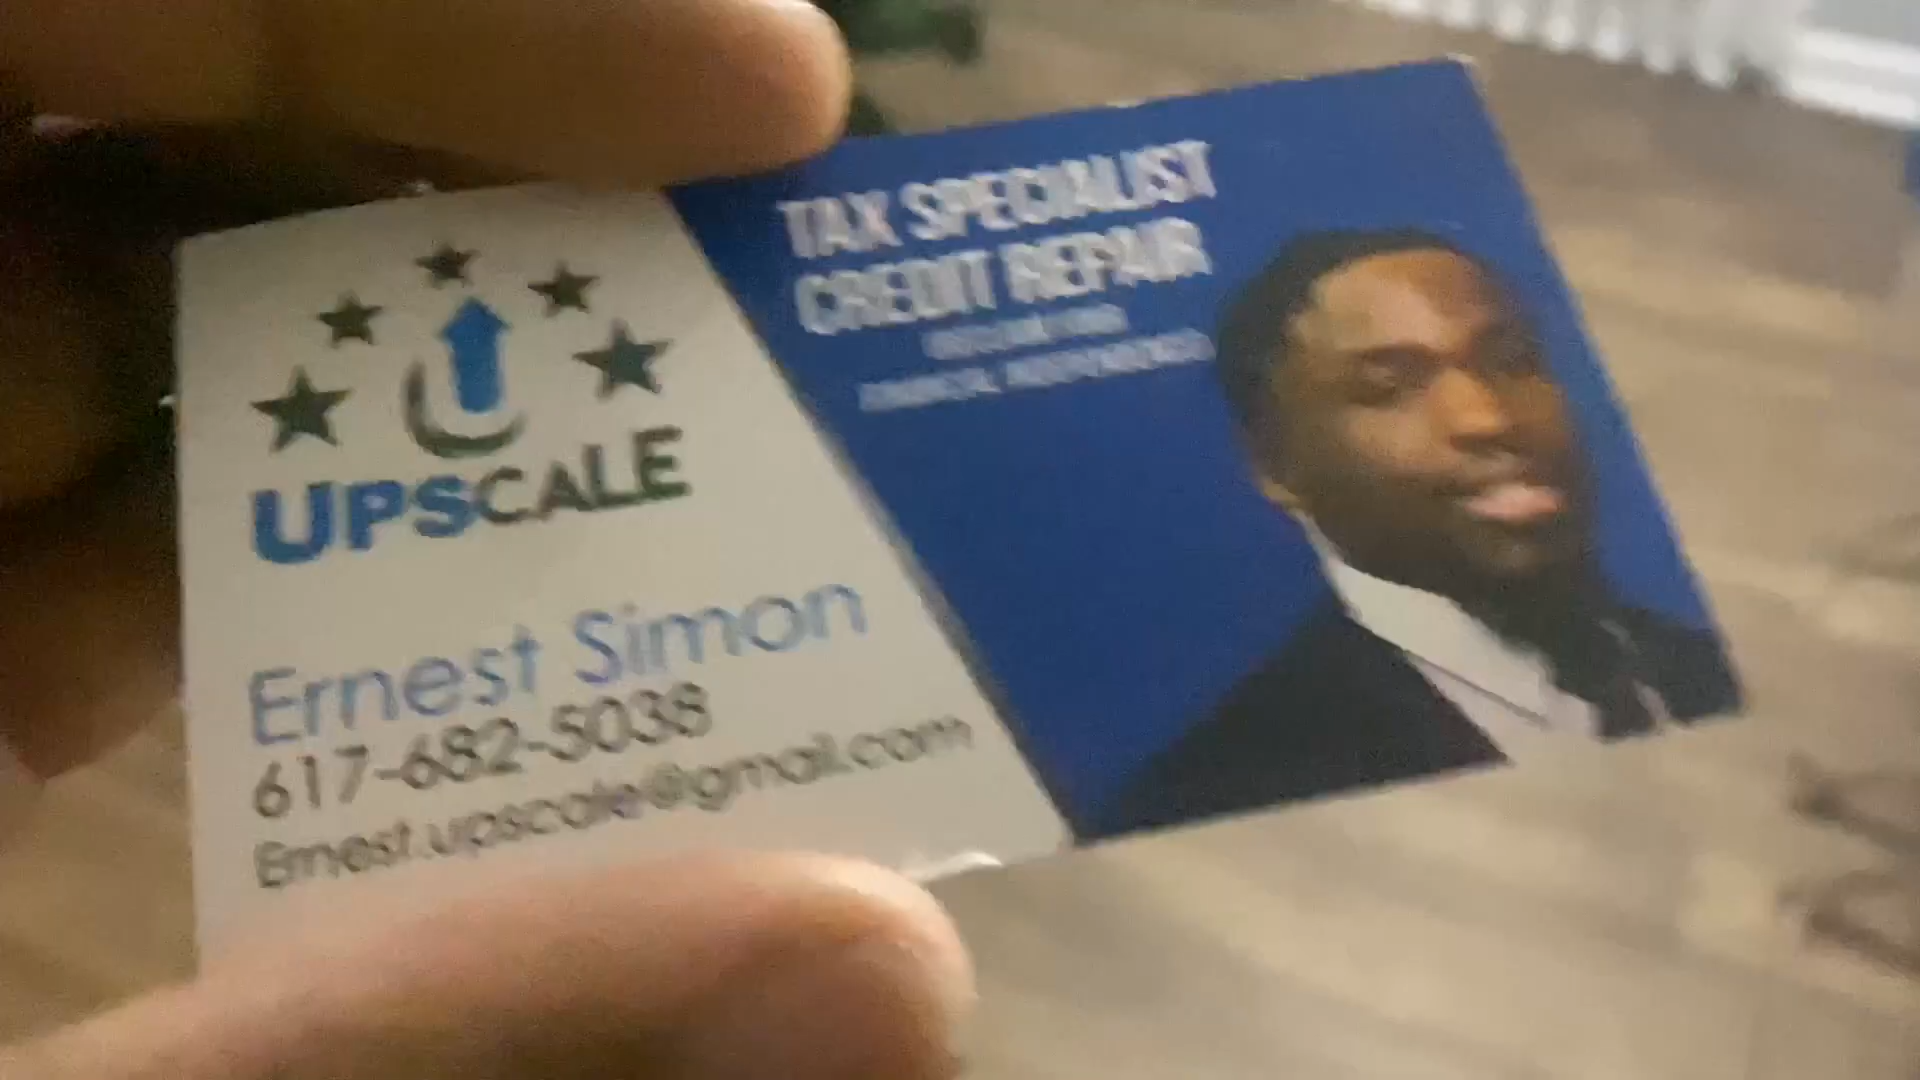 UPSCALE
Ernest Simon
617-682-5038
Ernest.upscale@gmail.com
TAX SPECIALIST
CREDIT REPAIR